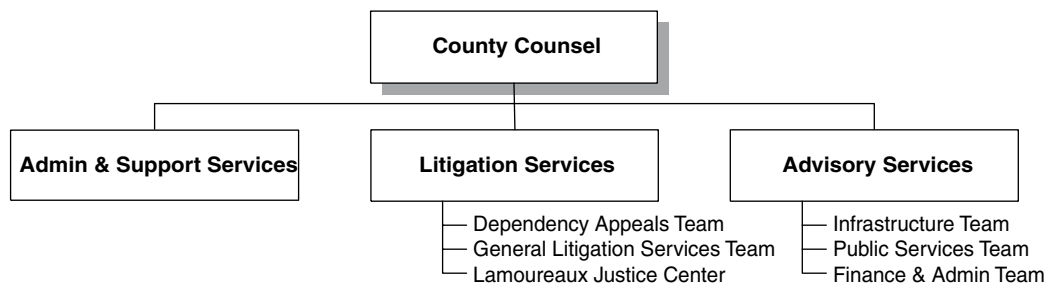 County Counsel
Admin & Support Services
Litigation Services
Advisory Services
Dependency Appeals Team
General Litigation Services Team
Lamoureaux Justice Center
Infrastructure Team
Public Services Team
Finance & Admin Team